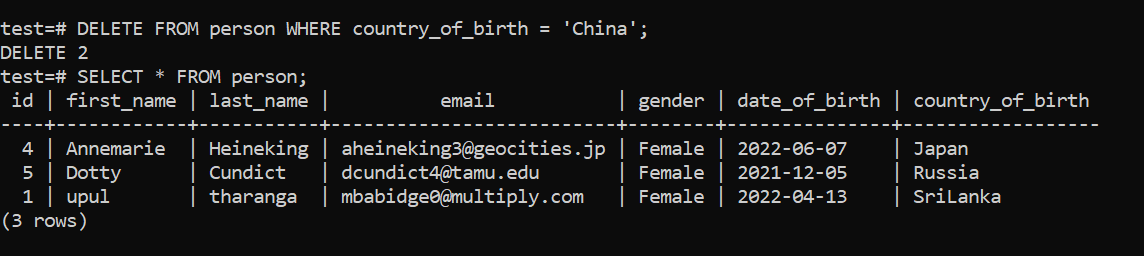 test=# DELETE FROM person WHERE country_of_birth = 'China';
DELETE 2
test=# SELECT * FROM person;
 id | first_name | last_name |          email          | gender | date_of_birth | country_of_birth
----+------------+-----------+-------------------------+--------+---------------+------------------
  4 | Annemarie  | Heineking | aheineking3@geocities.jp | Female | 2022-06-07    | Japan
  5 | Dotty      | Cundict   | dcundict4@tamu.edu      | Female | 2021-12-05    | Russia
  1 | upul       | tharanga  | mbabidge0@multiply.com  | Female | 2022-04-13    | SriLanka
(3 rows)